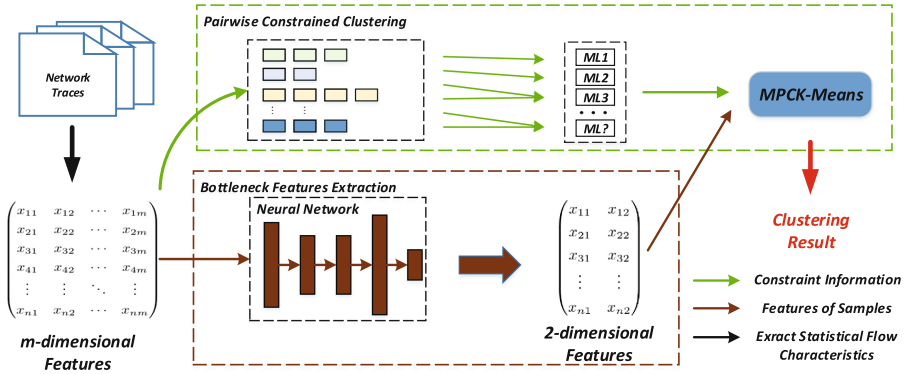 Pairwise Constrained Clustering
Network
Traces
ML1
ML2
ML3
• • •
ML?
MPCK-Means
Bottleneck Features Extraction
Neural Network
x11 x12 ⋯ x1m
x21 x22 ⋯ x2m
x31 x32 ⋯ x3m
x41 x42 ⋯ x4m
⋮ ⋮ ⋱ ⋮
xn1 xn2 ⋯ xnm
m-dimensional
Features
x11 x12
x21 x22
x31 x32
⋮ ⋮
xn1 xn2
2-dimensional
Features
Clustering
Result
Constraint Information
Features of Samples
Exract Statistical Flow
Characteristics